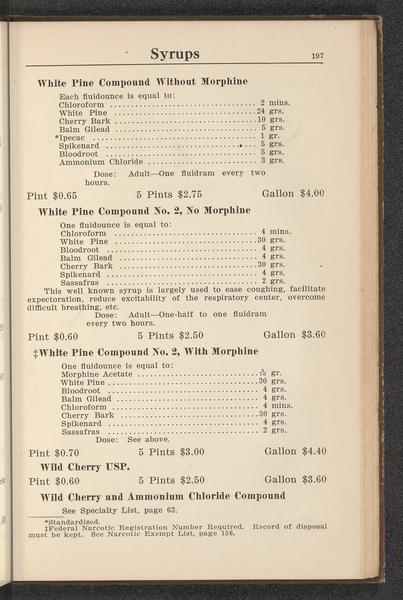 Syrups 197
White Pine Compound Without Morphine
Each fluidounce is equal to:
Chloroform ........ 2 mins.
White Pine ........ 24 grs.
Cherry Bark ........ 10 grs.
Balm Gilead ........ 5 grs.
*Ipecac ........ 1 gr.
Spikenard ........ 5 grs.
Bloodroot ........ 5 grs.
Ammonium Chloride ........ 3 grs.
Dose: Adult—One fluidram every two
hours.
Pint $0.65 5 Pints $2.75 Gallon $4.00
White Pine Compound No. 2, No Morphine
One fluidounce is equal to:
Chloroform ........ 4 mins.
White Pine ........ 30 grs.
Bloodroot ........ 4 grs.
Balm Gilead ........ 4 grs.
Cherry Bark ........ 30 grs.
Spikenard ........ 4 grs.
Sassafras ........ 2 grs.
This well known syrup is largely used to ease coughing, facilitate
expectoration, reduce excitability of the respiratory center, overcome
difficult breathing, etc.
Dose: Adult—One-half to one fluidram
every two hours.
Pint $0.60 5 Pints $2.50 Gallon $3.60
‡White Pine Compound No. 2, With Morphine
One fluidounce is equal to:
Morphine Acetate ........ gr.
White Pine ........ 30 grs.
Bloodroot ........ 4 grs.
Balm Gilead ........ 4 grs.
Chloroform ........ 4 mins.
Cherry Bark ........ 30 grs.
Spikenard ........ 4 grs.
Sassafras ........ 2 grs.
Dose: See above.
Pint $0.70 5 Pints $3.00 Gallon $4.40
Wild Cherry USP.
Pint $0.60 5 Pints $2.50 Gallon $3.60
Wild Cherry and Ammonium Chloride Compound
See Specialty List, page 63.
*Standardized.
‡Federal Narcotic Registration Number Required. Record of disposal
must be kept. See Narcotic Exempt List, page 156.